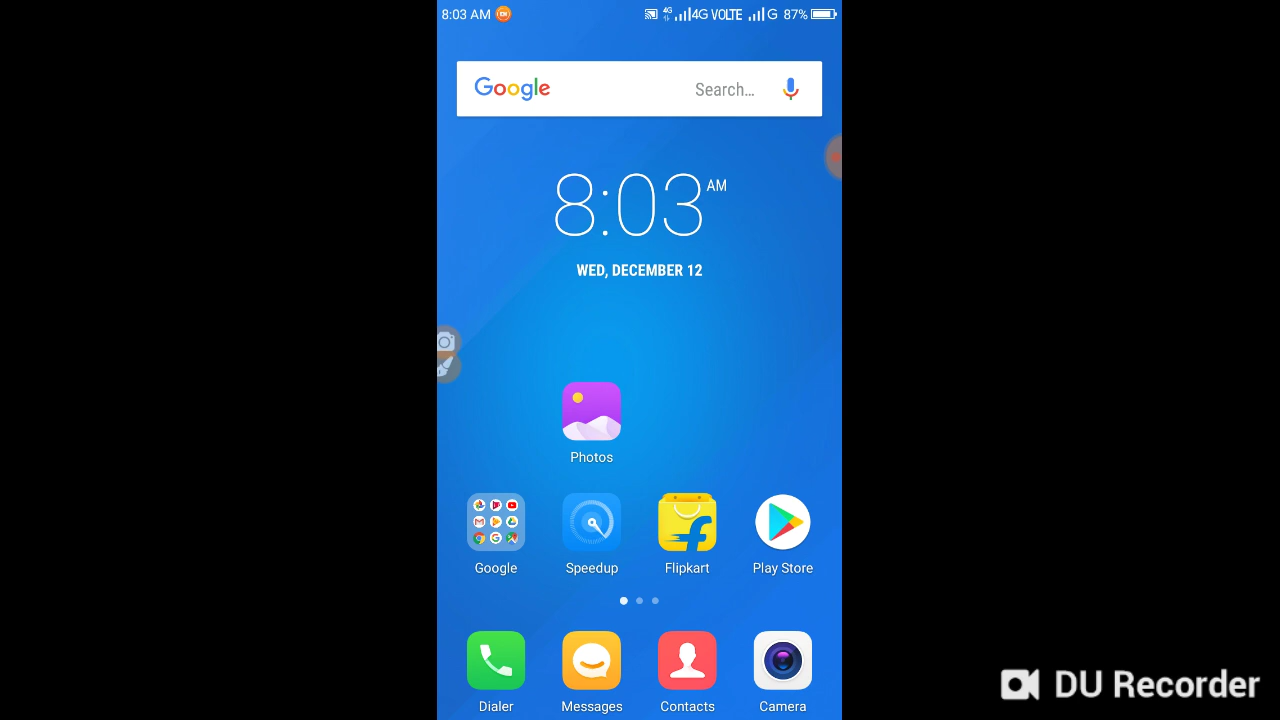 8:03 AM 4G 4G VOLTE G 87%
Google Search...
8:03 AM
WED, DECEMBER 12
Photos
Google Speedup Flipkart Play Store
Dialer Messages Contacts Camera
DU Recorder